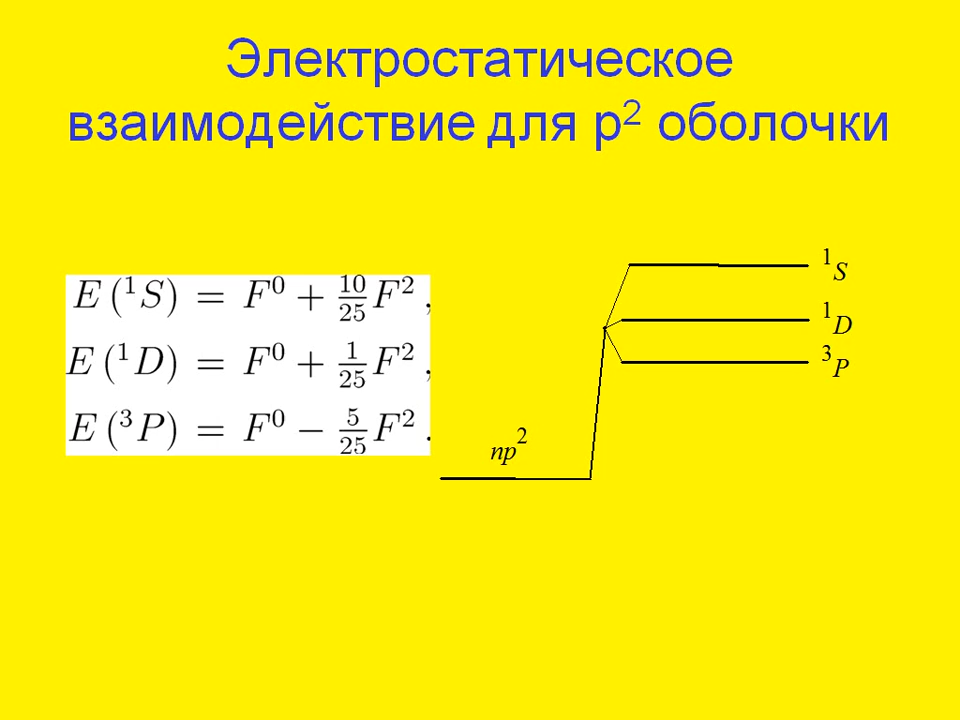 Электростатическое
взаимодействие для p² оболочки
E (¹S) = F⁰ + 10/25 F² ,
E (¹D) = F⁰ + 1/25 F² ,
E (³P) = F⁰ − 5/25 F² .
np²
¹S
¹D
³P